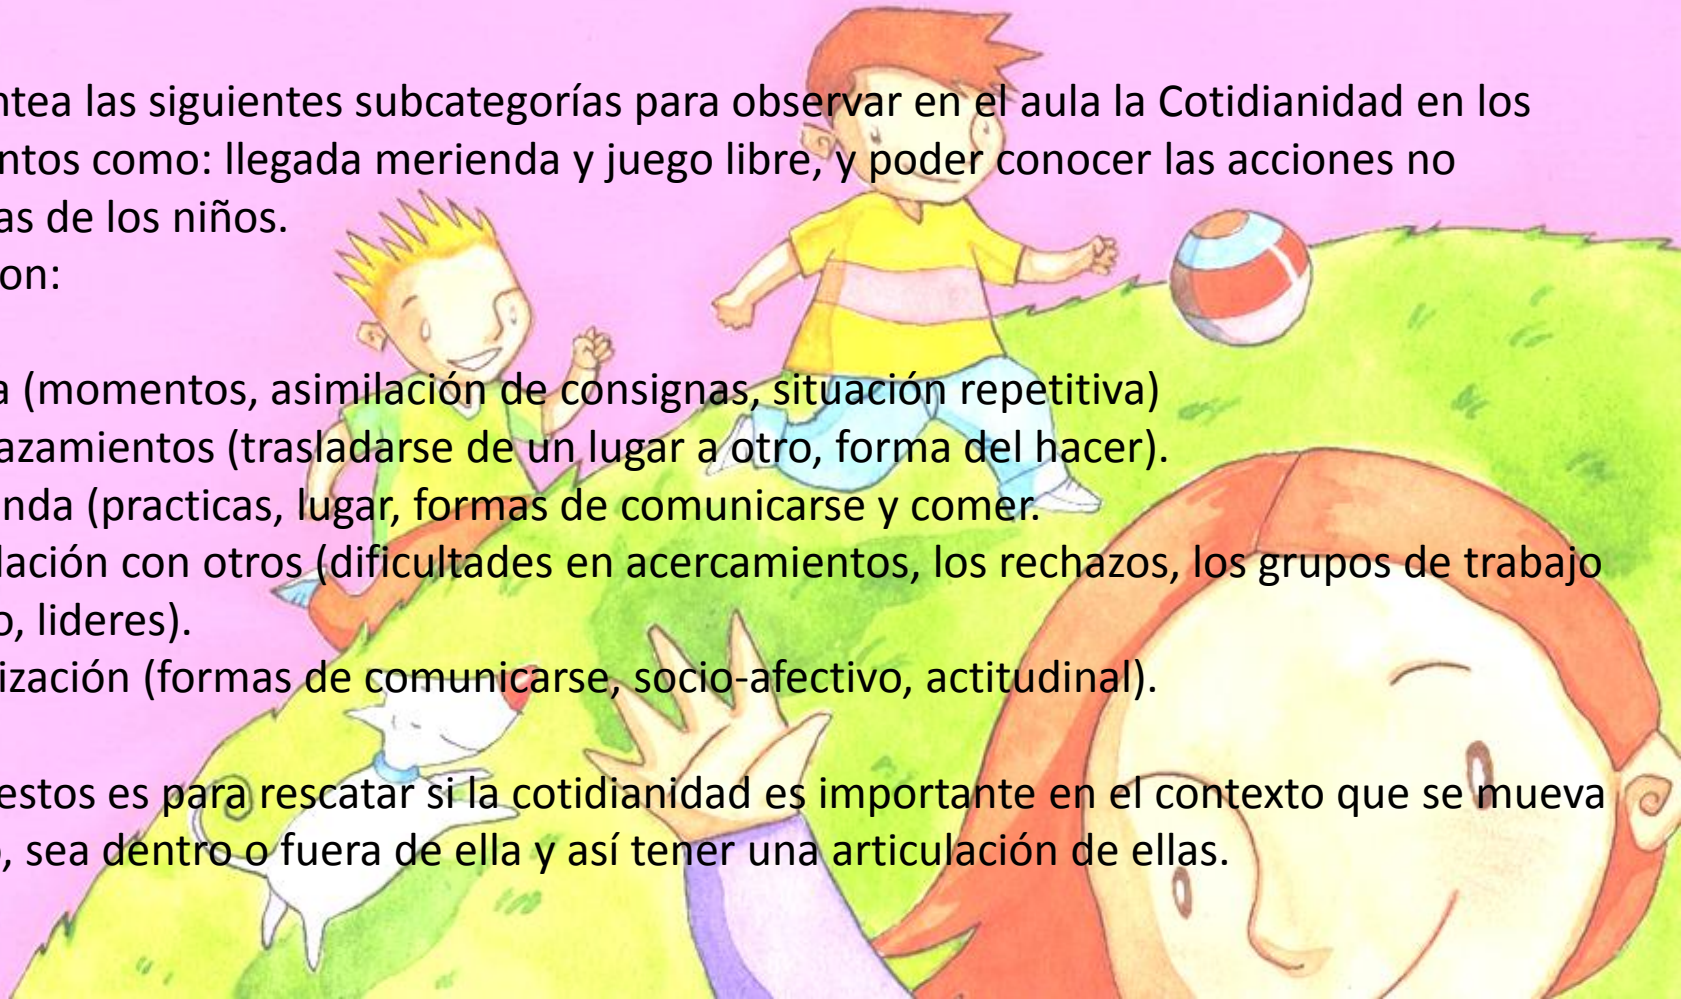 ntea las siguientes subcategorías para observar en el aula la Cotidianidad en los
ntos como: llegada merienda y juego libre, y poder conocer las acciones no
as de los niños.
on:
a (momentos, asimilación de consignas, situación repetitiva)
azamientos (trasladarse de un lugar a otro, forma del hacer).
nda (practicas, lugar, formas de comunicarse y comer.
lación con otros (dificultades en acercamientos, los rechazos, los grupos de trabajo
o, lideres).
ización (formas de comunicarse, socio-afectivo, actitudinal).
estos es para rescatar si la cotidianidad es importante en el contexto que se mueva
o, sea dentro o fuera de ella y así tener una articulación de ellas.